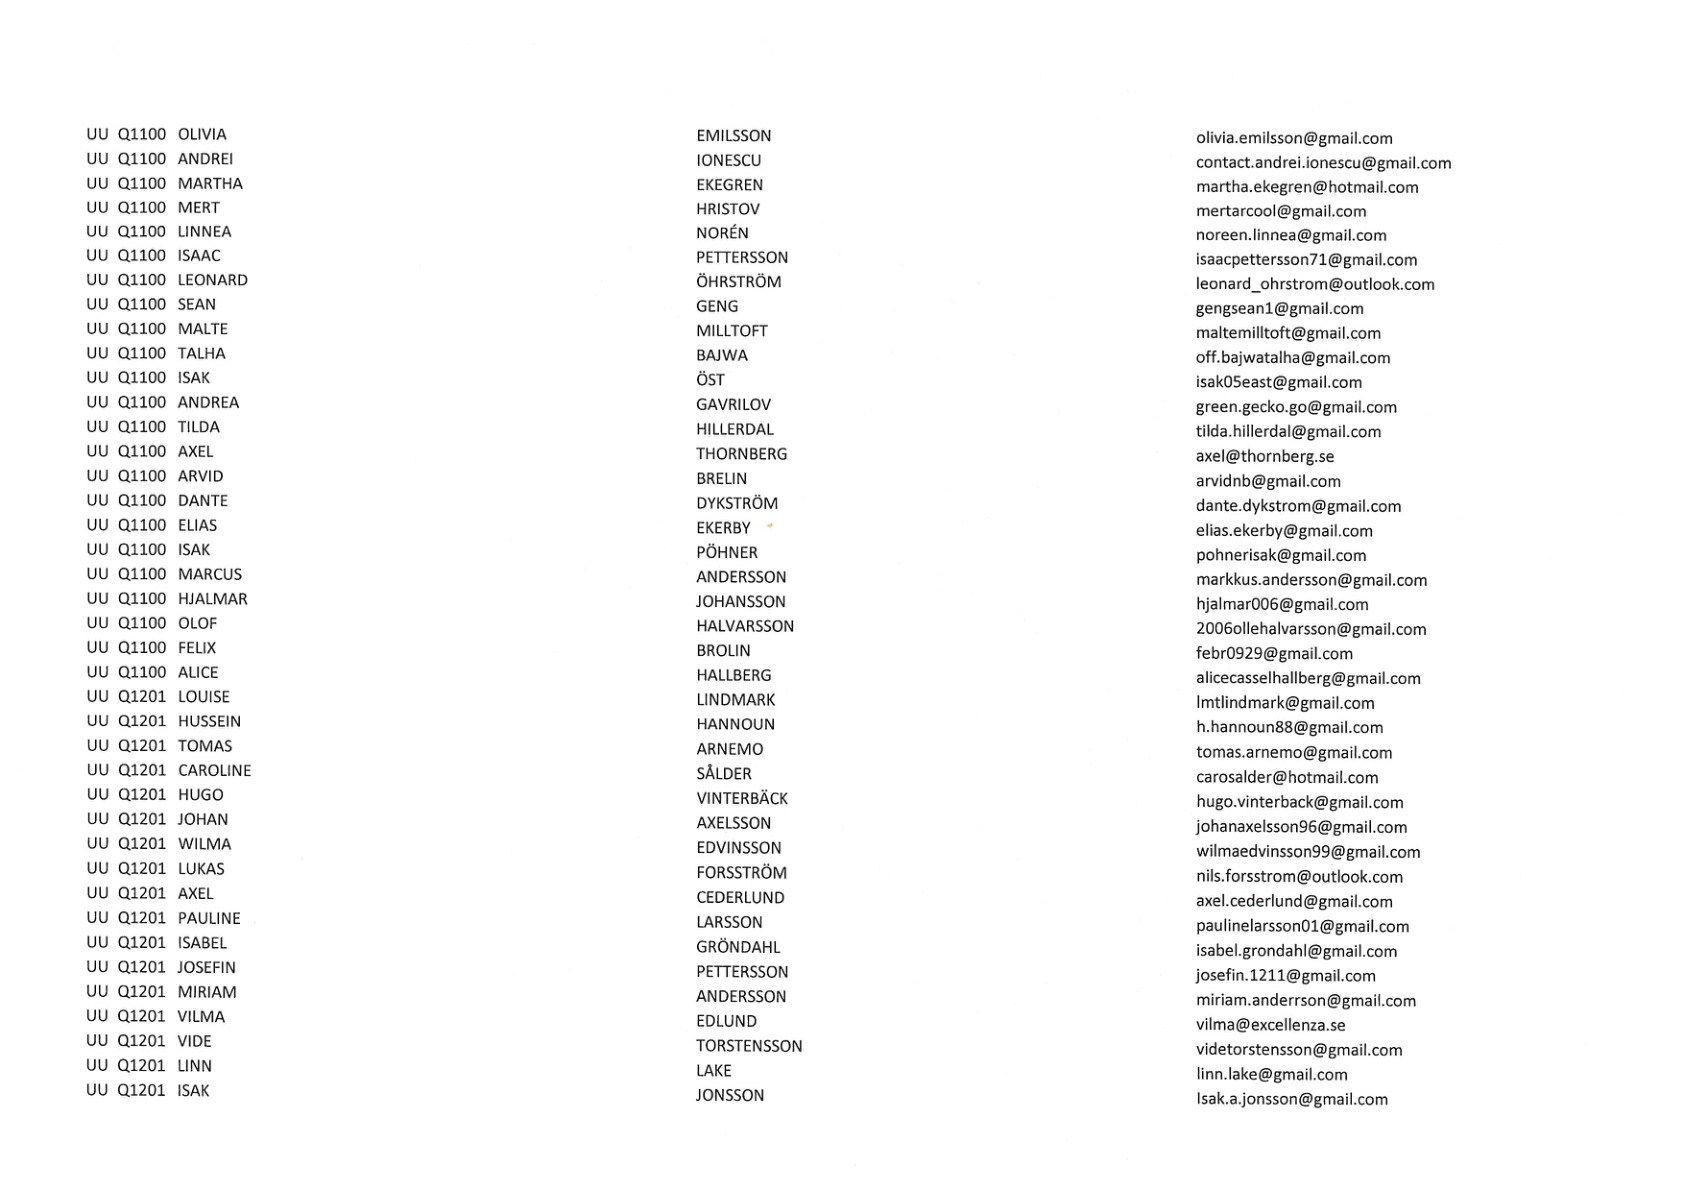 UU Q1100 OLIVIA EMILSSON olivia.emilsson@gmail.com
UU Q1100 ANDREI IONESCU contact.andrei.ionescu@gmail.com
UU Q1100 MARTHA EKEGREN martha.ekegren@hotmail.com
UU Q1100 MERT HRISTOV mertarcool@gmail.com
UU Q1100 LINNEA NORÉN noreen.linnea@gmail.com
UU Q1100 ISAAC PETTERSSON isaacpettersson71@gmail.com
UU Q1100 LEONARD ÖHRSTRÖM leonard_ohrstrom@outlook.com
UU Q1100 SEAN GENG gengsean1@gmail.com
UU Q1100 MALTE MILLTOFT maltemilltoft@gmail.com
UU Q1100 TALHA BAJWA off.bajwatalha@gmail.com
UU Q1100 ISAK ÖST isak05east@gmail.com
UU Q1100 ANDREA GAVRILOV green.gecko.go@gmail.com
UU Q1100 TILDA HILLERDAL tilda.hillerdal@gmail.com
UU Q1100 AXEL THORNBERG axel@thornberg.se
UU Q1100 ARVID BRELIN arvidnb@gmail.com
UU Q1100 DANTE DYKSTRÖM dante.dykstrom@gmail.com
UU Q1100 ELIAS EKERBY elias.ekerby@gmail.com
UU Q1100 ISAK PÖHNER pohnerisak@gmail.com
UU Q1100 MARCUS ANDERSSON markkus.andersson@gmail.com
UU Q1100 HJALMAR JOHANSSON hjalmar006@gmail.com
UU Q1100 OLOF HALVARSSON 2006ollehalvarsson@gmail.com
UU Q1100 FELIX BROLIN febr0929@gmail.com
UU Q1100 ALICE HALLBERG alicecasselhallberg@gmail.com
UU Q1201 LOUISE LINDMARK lmtlindmark@gmail.com
UU Q1201 HUSSEIN HANNOUN h.hannoun88@gmail.com
UU Q1201 TOMAS ARNEMO tomas.arnemo@gmail.com
UU Q1201 CAROLINE SÅLDER carosalder@hotmail.com
UU Q1201 HUGO VINTERBÄCK hugo.vinterback@gmail.com
UU Q1201 JOHAN AXELSSON johanaxelsson96@gmail.com
UU Q1201 WILMA EDVINSSON wilmaedvinsson99@gmail.com
UU Q1201 LUKAS FORSSTRÖM nils.forsstrom@outlook.com
UU Q1201 AXEL CEDERLUND axel.cederlund@gmail.com
UU Q1201 PAULINE LARSSON paulinelarsson01@gmail.com
UU Q1201 ISABEL GRÖNDAHL isabel.grondahl@gmail.com
UU Q1201 JOSEFIN PETTERSSON josefin.1211@gmail.com
UU Q1201 MIRIAM ANDERSSON miriam.anderrson@gmail.com
UU Q1201 VILMA EDLUND vilma@excellenza.se
UU Q1201 VIDE TORSTENSSON videtorstensson@gmail.com
UU Q1201 LINN LAKE linn.lake@gmail.com
UU Q1201 ISAK JONSSON Isak.a.jonsson@gmail.com